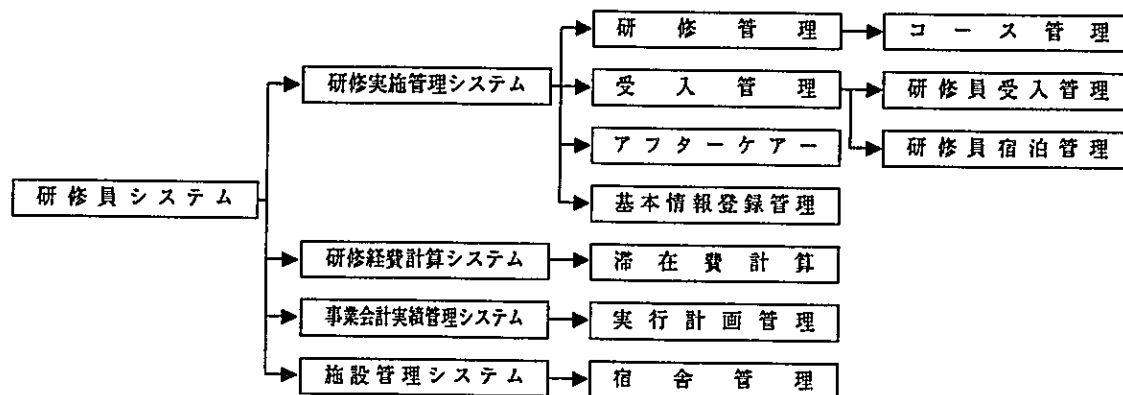 研修管理
コース管理
研修実施管理システム
受入管理
研修員受入管理
アフターケアー
研修員宿泊管理
研修員システム
基本情報登録管理
研修経費計算システム
滞在費計算
事業会計実績管理システム
実行計画管理
施設管理システム
宿舎管理